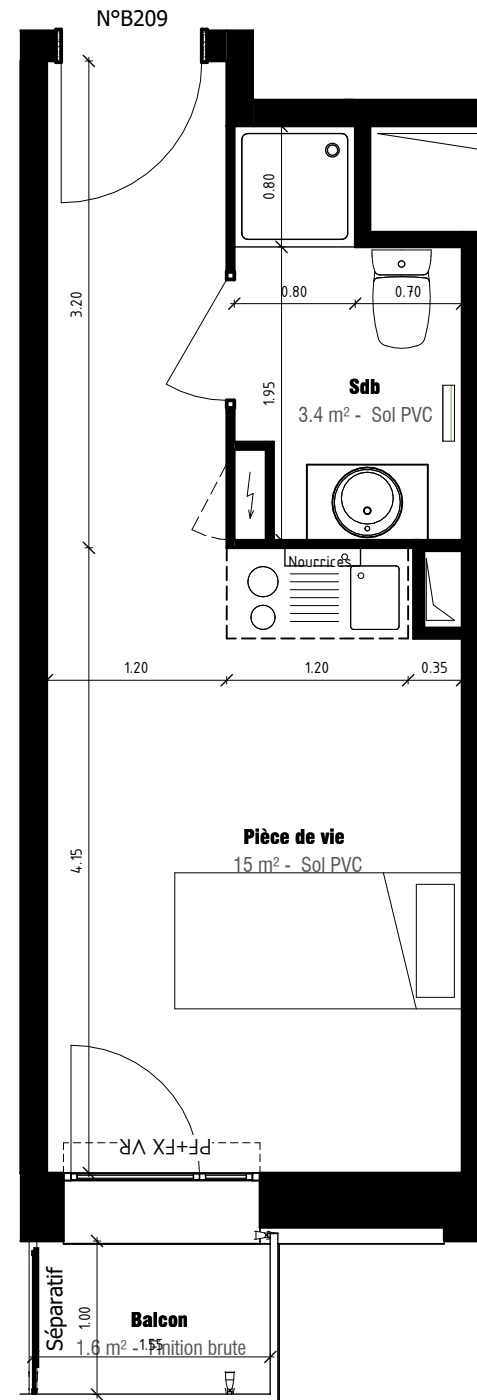 N°B209
0.80
3.20
0.80
0.70
1.95
Sdb
3.4 m² - Sol PVC
Nourrices
1.20
1.20
0.35
Pièce de vie
15 m² - Sol PVC
4.15
PF+FX VR
Séparatif
1.00
Balcon
1.6 m² - Finition brute
1.55